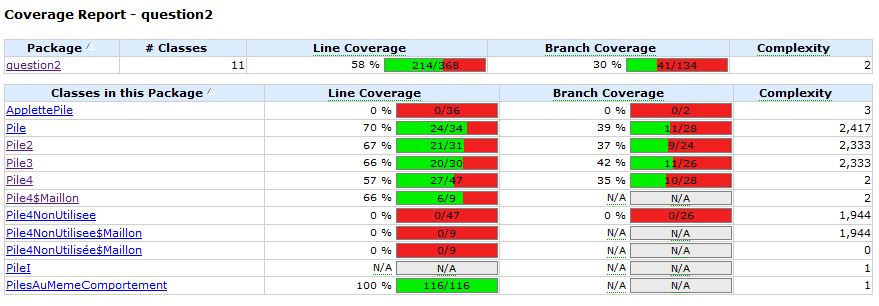 Coverage Report - question2
Package # Classes Line Coverage Branch Coverage Complexity
question2 11 58 % 214/368 30 % 41/134 2
Classes in this Package Line Coverage Branch Coverage Complexity
ApplettePile 0 % 0/36 0 % 0/2 3
Pile 70 % 24/34 39 % 11/28 2,417
Pile2 67 % 21/31 37 % 9/24 2,333
Pile3 66 % 20/30 42 % 11/26 2,333
Pile4 57 % 27/47 35 % 10/28 2
Pile4$Maillon 66 % 6/9 N/A N/A 2
Pile4NonUtilisee 0 % 0/47 0 % 0/26 1,944
Pile4NonUtilisee$Maillon 0 % 0/9 N/A N/A 1,944
Pile4NonUtilisée$Maillon 0 % 0/9 N/A N/A 0
PileI N/A N/A N/A N/A 1
PilesAuMemeComportement 100 % 116/116 N/A N/A 1